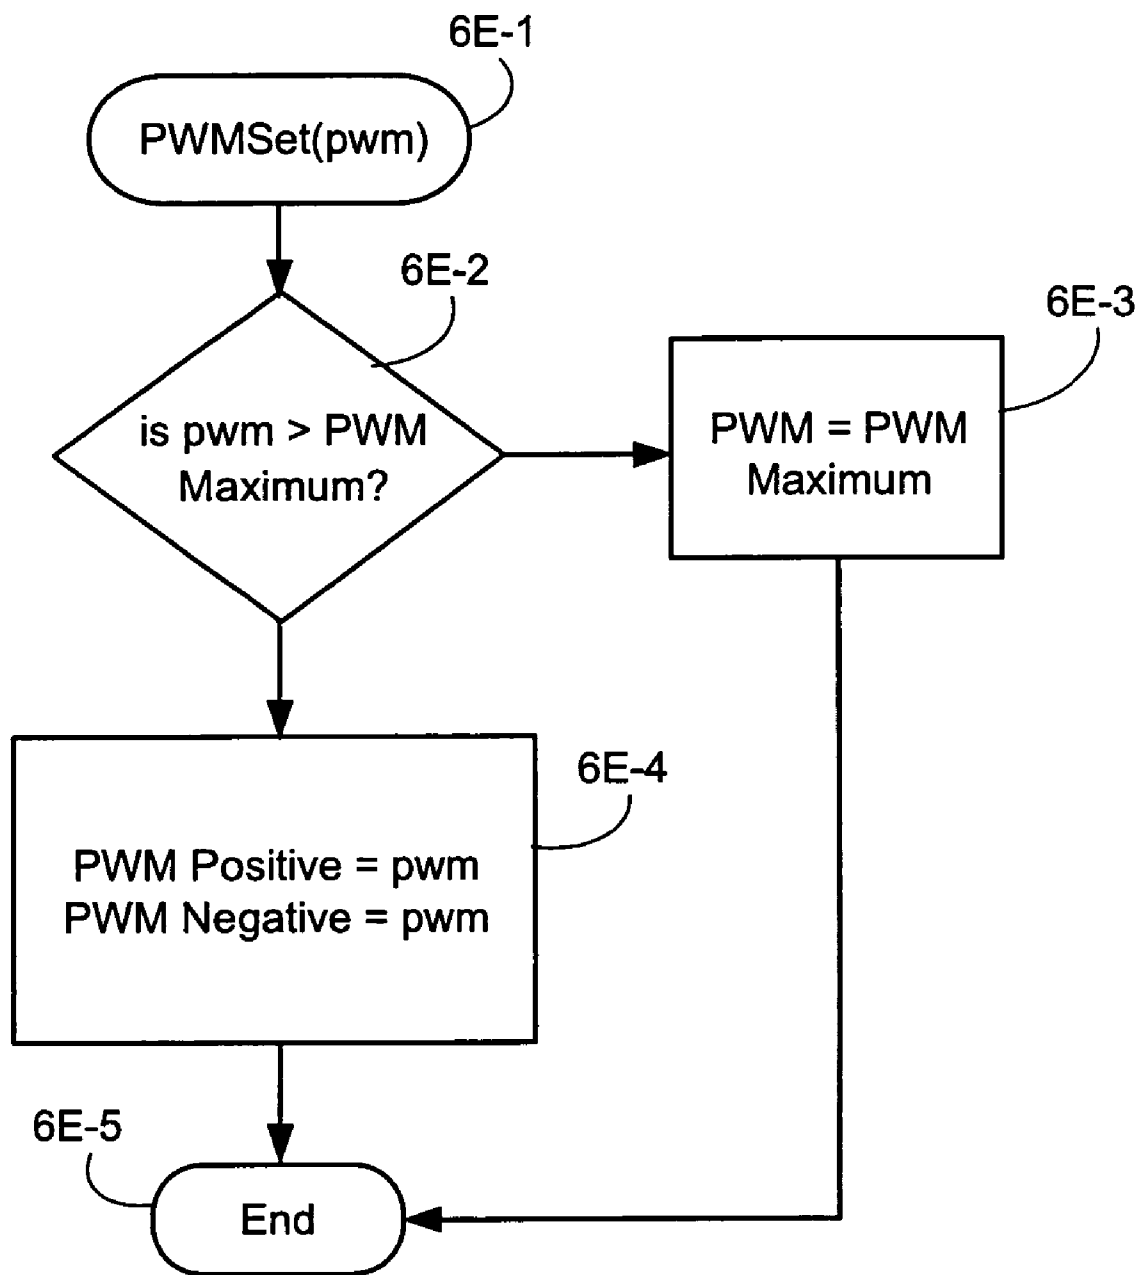 6E-1
PWMSet(pwm)
6E-2
6E-3
is pwm > PWM
Maximum?
PWM = PWM
Maximum
6E-4
PWM Positive = pwm
PWM Negative = pwm
6E-5
End